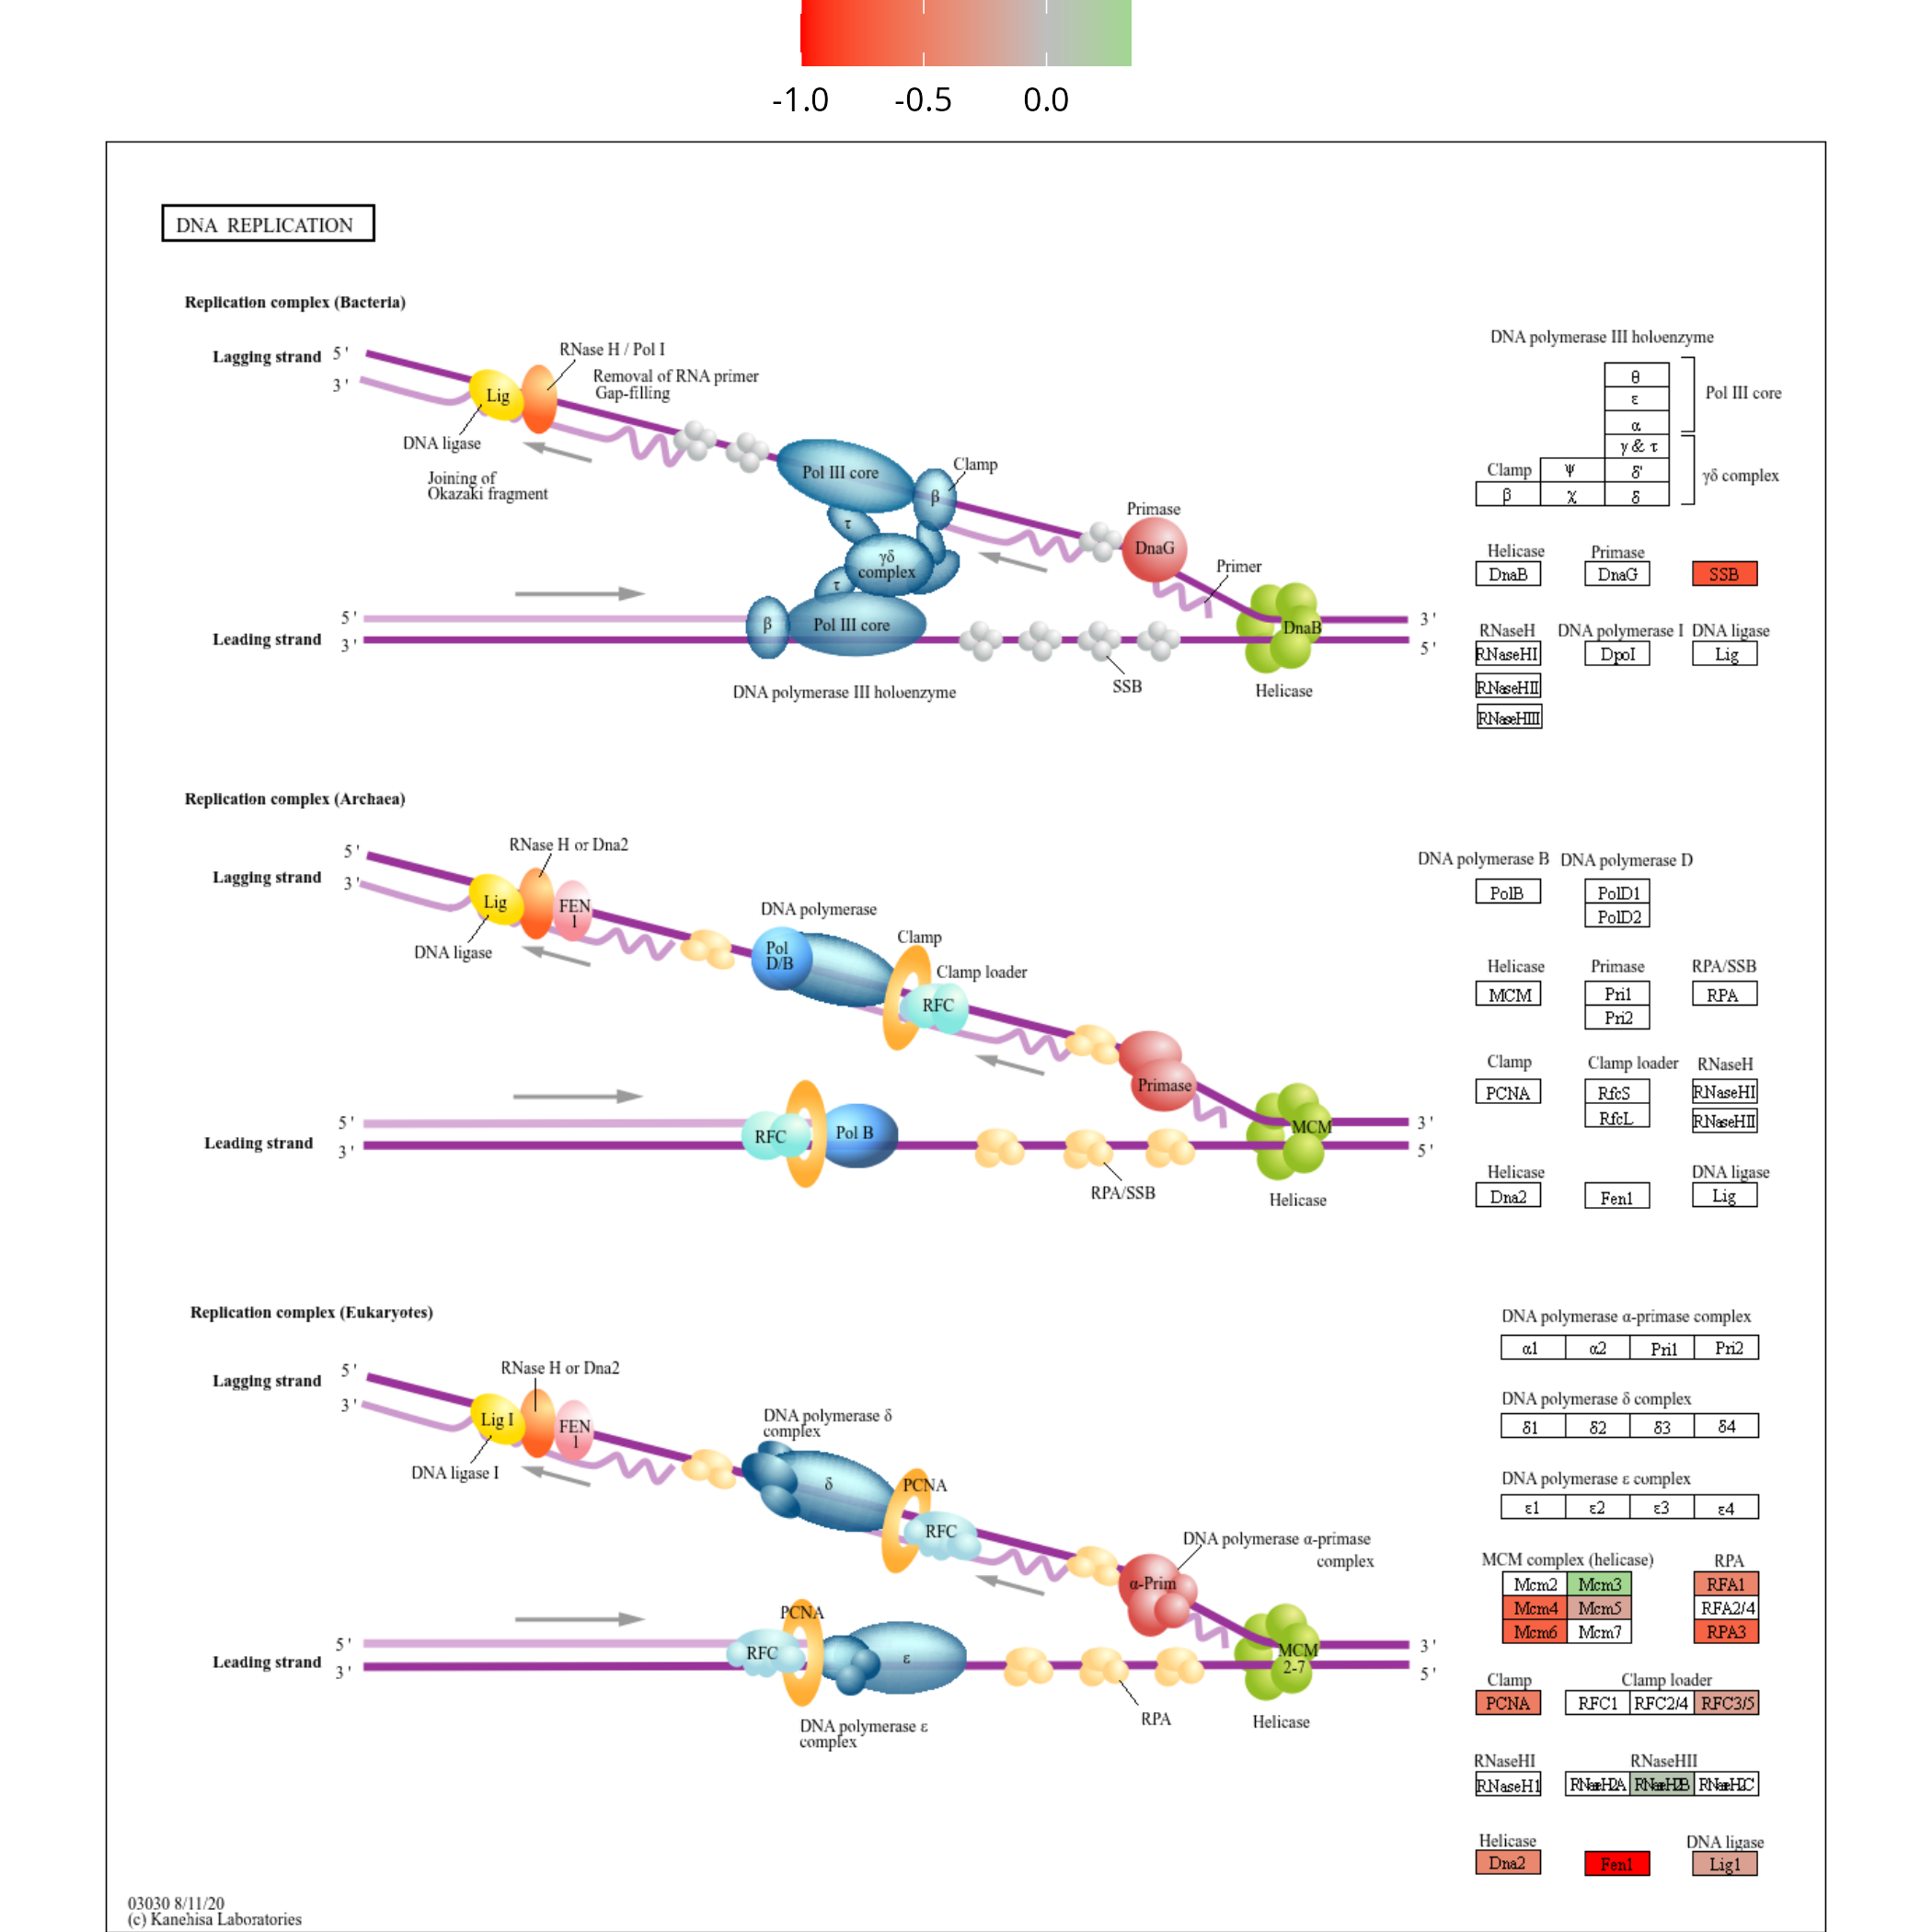 -1.0 -0.5 0.0
DNA REPLICATION
Replication complex (Bacteria)
Lagging strand 5' 3'
RNase H / Pol I
Removal of RNA primer
Gap-filling
Lig
DNA ligase
Joining of
Okazaki fragment
Pol III core
Clamp
β
τ
γδ
complex
τ
Primase
DnaG
Primer
5' 3'
Leading strand 3' 5'
β
Pol III core
DnaB
SSB
Helicase
DNA polymerase III holoenzyme
DNA polymerase III holoenzyme
θ
ε
α
Pol III core
γ & τ
Clamp ψ δ'
β χ δ
γδ complex
Helicase Primase
DnaB DnaG SSB
RNaseH DNA polymerase I DNA ligase
RNaseHI DpoI Lig
RNaseHII
RNaseHIII
Replication complex (Archaea)
Lagging strand 5' 3'
RNase H or Dna2
Lig
FEN
1
DNA ligase
DNA polymerase
Pol
D/B
Clamp
Clamp loader
RFC
Primase
5' 3'
Leading strand 3' 5'
RFC
Pol B
MCM
RPA/SSB
Helicase
DNA polymerase B DNA polymerase D
PolB PolD1
PolD2
Helicase Primase RPA/SSB
MCM Pri1 RPA
Pri2
Clamp Clamp loader RNaseH
PCNA RfcS RNaseHI
RfcL RNaseHII
Helicase DNA ligase
Dna2 Fen1 Lig
Replication complex (Eukaryotes)
Lagging strand 5' 3'
RNase H or Dna2
Lig I
FEN
1
DNA ligase I
DNA polymerase δ
complex
δ
PCNA
RFC
DNA polymerase α-primase
complex
α-Prim
PCNA
5' 3'
Leading strand 3' 5'
RFC
ε
MCM
2-7
RPA
Helicase
DNA polymerase ε
complex
DNA polymerase α-primase complex
α1 α2 Pri1 Pri2
DNA polymerase δ complex
δ1 δ2 δ3 δ4
DNA polymerase ε complex
ε1 ε2 ε3 ε4
MCM complex (helicase) RPA
Mcm2 Mcm3 RFA1
Mcm4 Mcm5 RFA2/4
Mcm6 Mcm7 RPA3
Clamp Clamp loader
PCNA RFC1 RFC2/4 RFC3/5
RNaseHI RNaseHII
RNaseH1 RNaseH2A RNaseH2B RNaseH2C
Helicase DNA ligase
Dna2 Fen1 Lig1
03030 8/11/20
(c) Kanehisa Laboratories